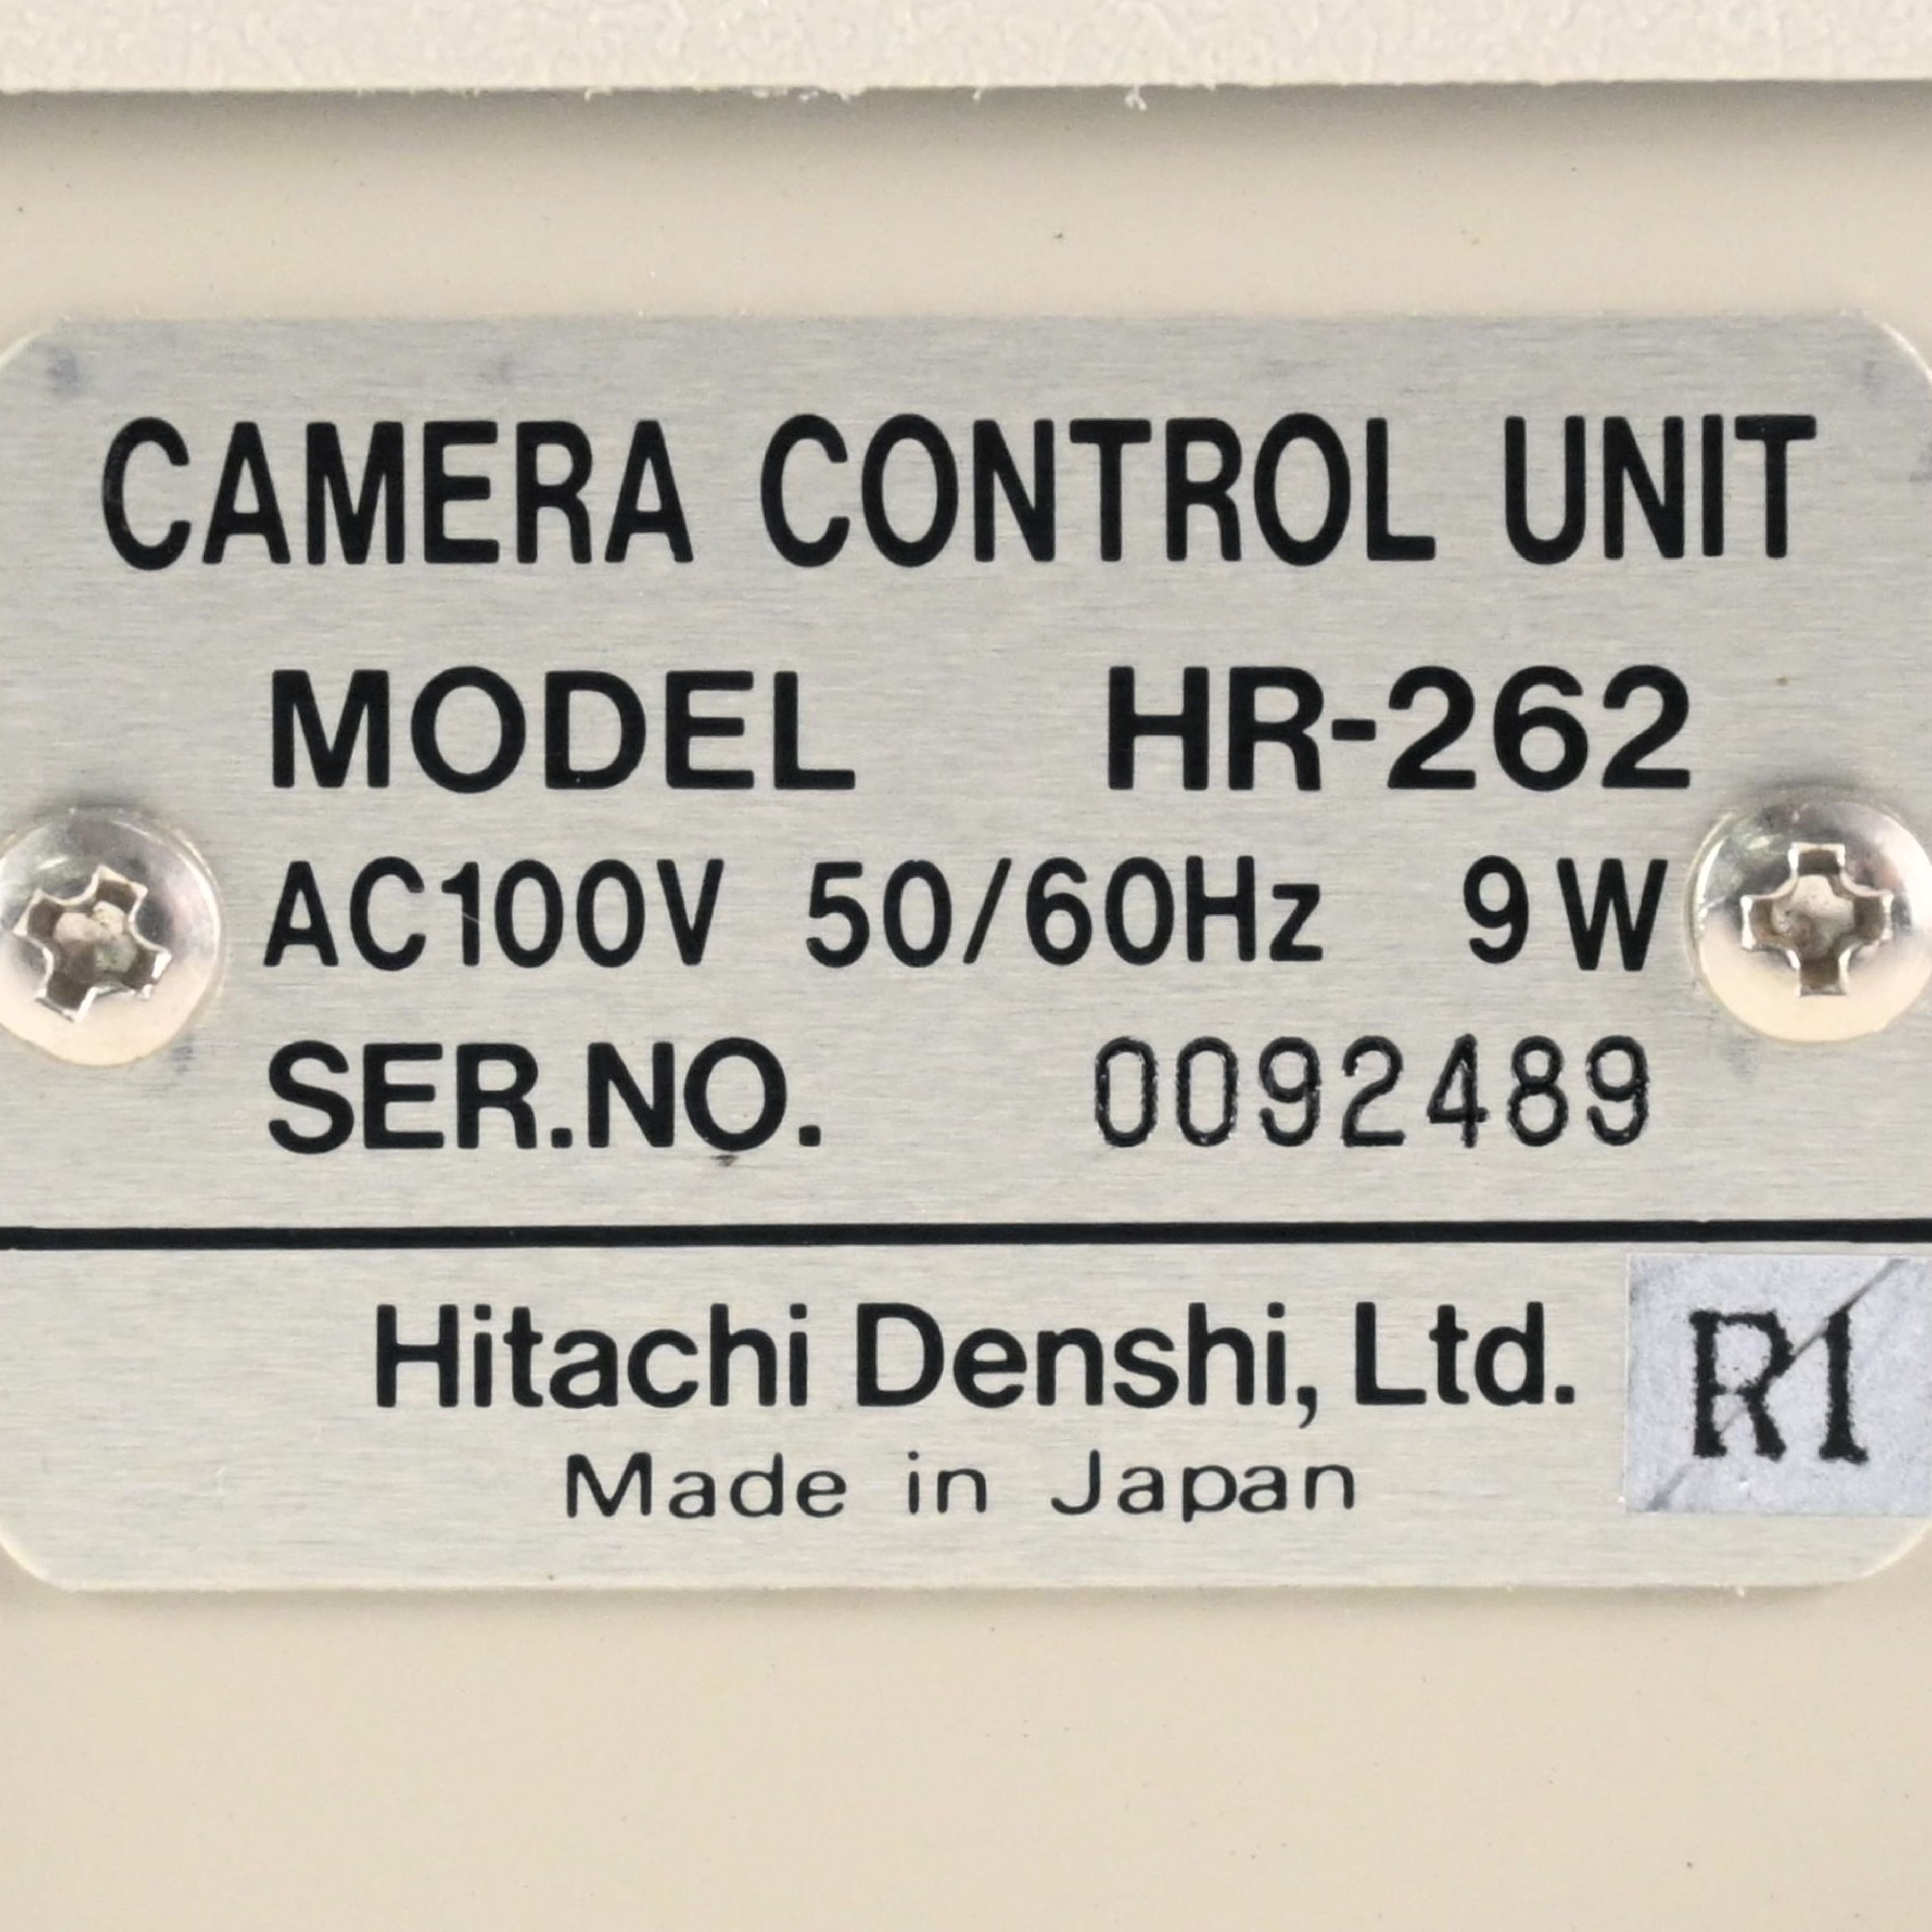 CAMERA CONTROL UNIT
MODEL HR-262
AC100V 50/60Hz 9W
SER.NO. 0092489
Hitachi Denshi, Ltd.
R1
Made in Japan